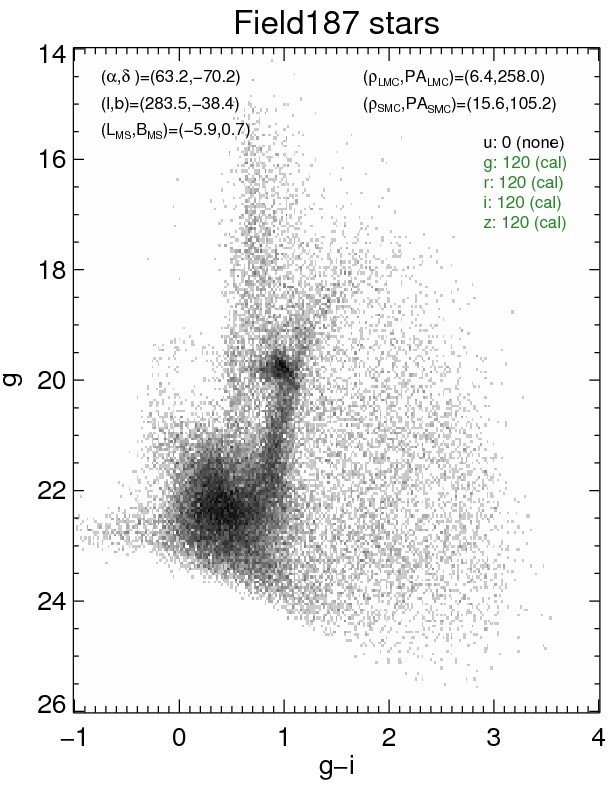 Field187 stars
(α,δ )=(63.2,−70.2)
(ρLMC,PALMC)=(6.4,258.0)
(l,b)=(283.5,−38.4)
(ρSMC,PASMC)=(15.6,105.2)
(LMS,BMS)=(−5.9,0.7)
u: 0 (none)
g: 120 (cal)
r: 120 (cal)
i: 120 (cal)
z: 120 (cal)
14
16
18
20
22
24
26
g
−1 0 1 2 3 4
g−i